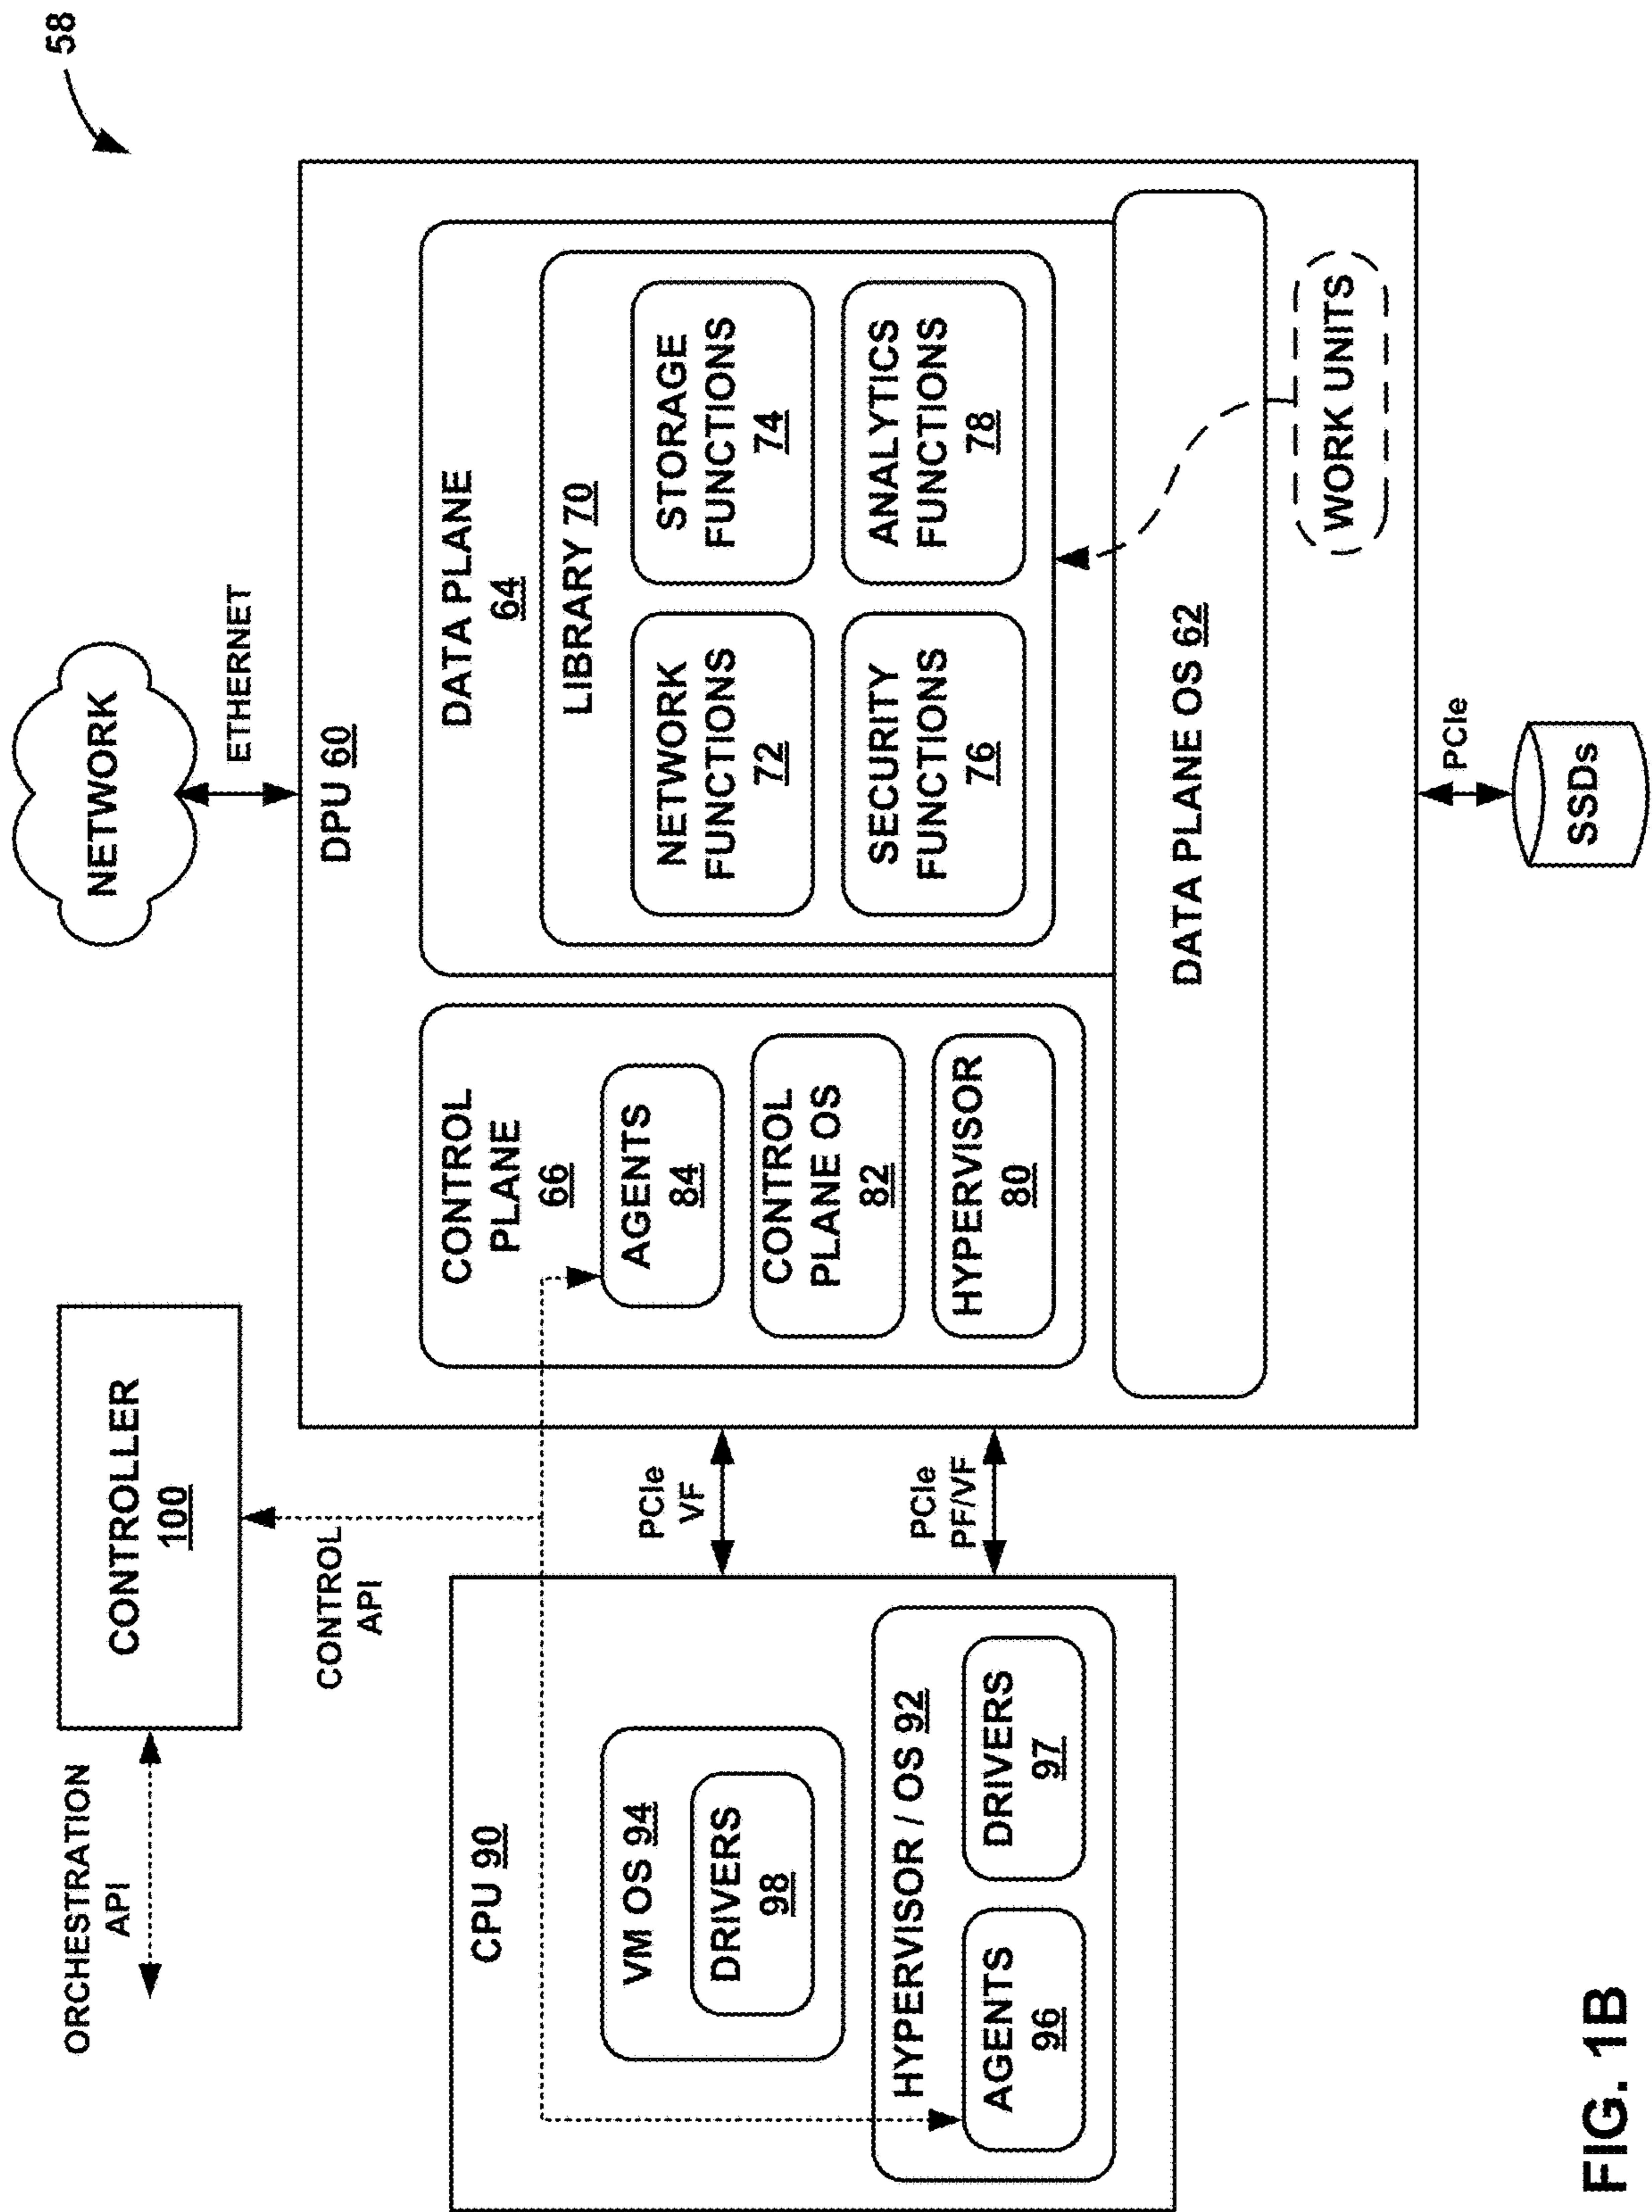 58
NETWORK
ETHERNET
ORCHESTRATION
API
CONTROLLER
100
CONTROL
API
CPU 90
VM OS 94
DRIVERS
98
HYPERVISOR / OS 92
AGENTS
96
DRIVERS
97
PCIe
VF
PCIe
PF/VF
DPU 60
CONTROL
PLANE
66
AGENTS
84
CONTROL
PLANE OS
82
HYPERVISOR
80
DATA PLANE
64
LIBRARY 70
NETWORK
FUNCTIONS
72
STORAGE
FUNCTIONS
74
SECURITY
FUNCTIONS
76
ANALYTICS
FUNCTIONS
78
DATA PLANE OS 62
WORK UNITS
PCIe
SSDs
FIG. 1B